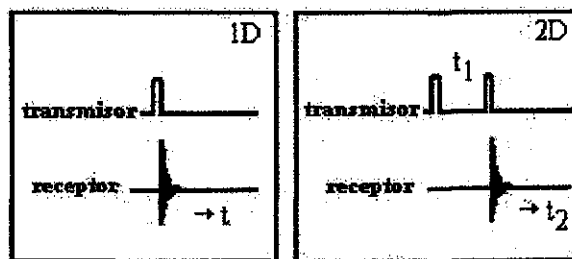 1D
transmisor
receptor
→ t
2D
t1
transmisor
receptor
→ t2